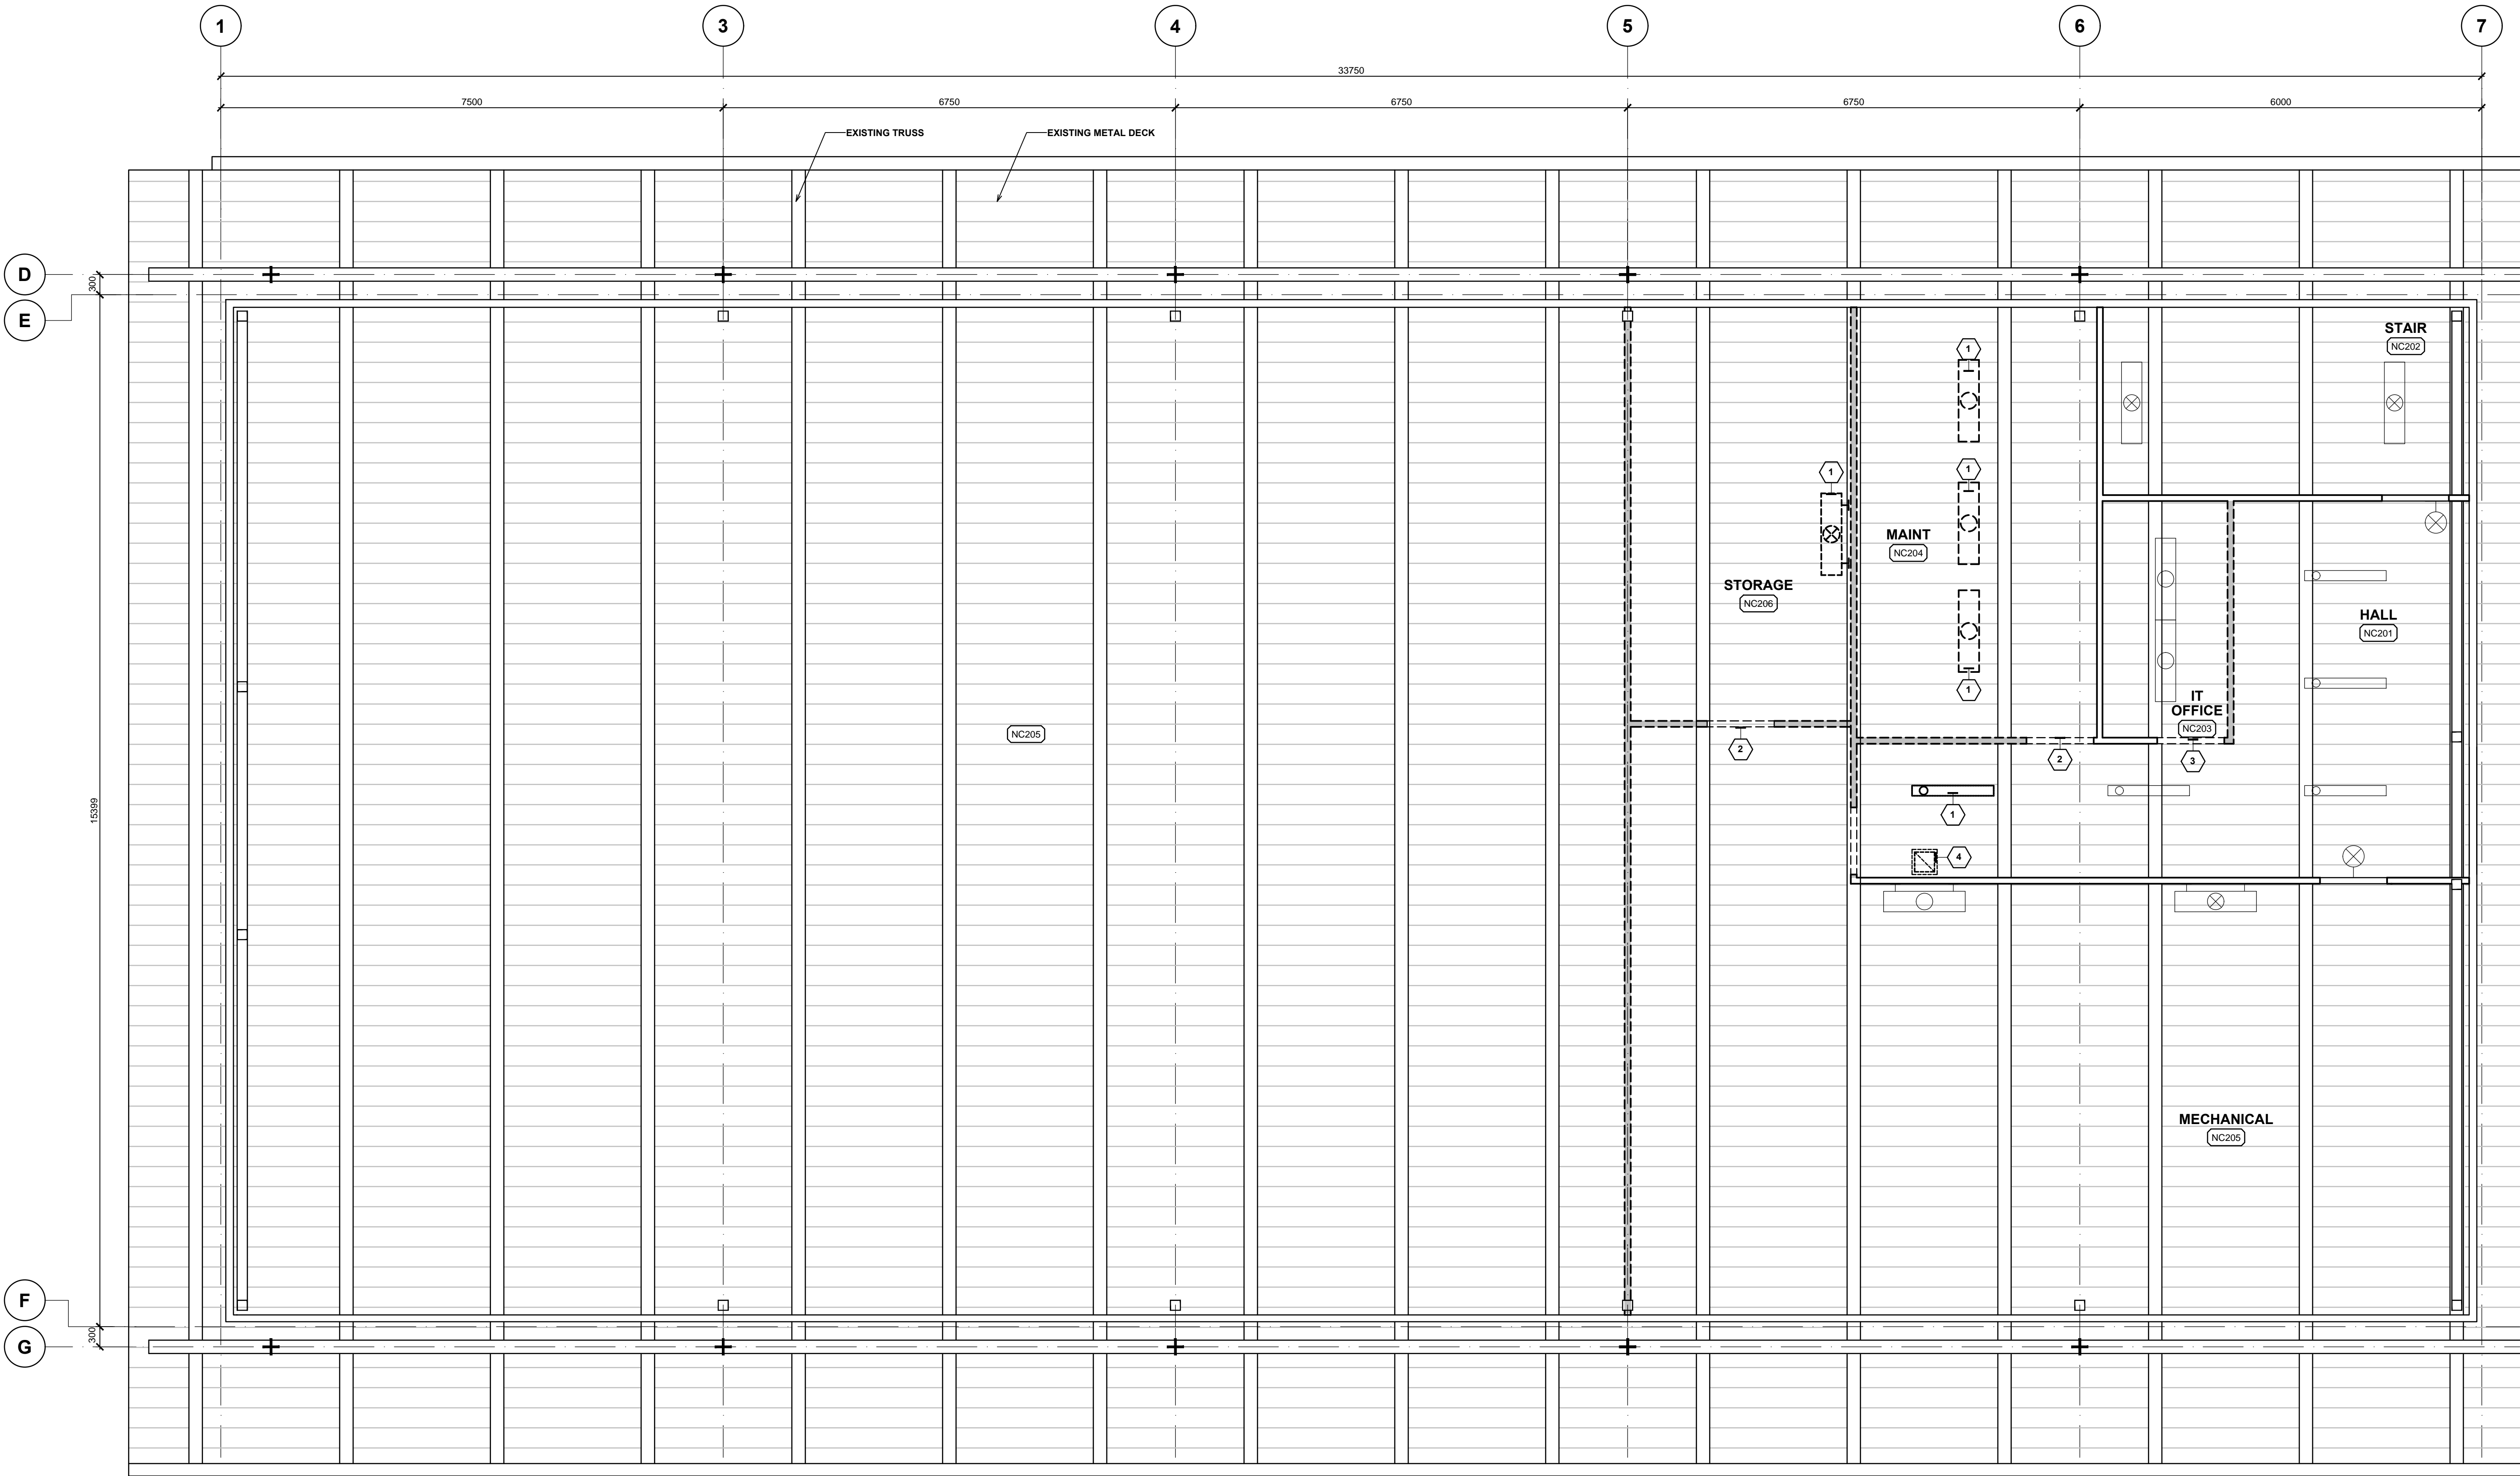 1
3
4
5
6
7
33750
7500
6750
6750
6750
6000
EXISTING TRUSS
EXISTING METAL DECK
D
300
E
STAIR
NC202
1
1
1
MAINT
NC204
STORAGE
NC206
HALL
NC201
1
IT
OFFICE
NC203
NC205
2
2
3
15399
1
4
MECHANICAL
NC205
F
300
G